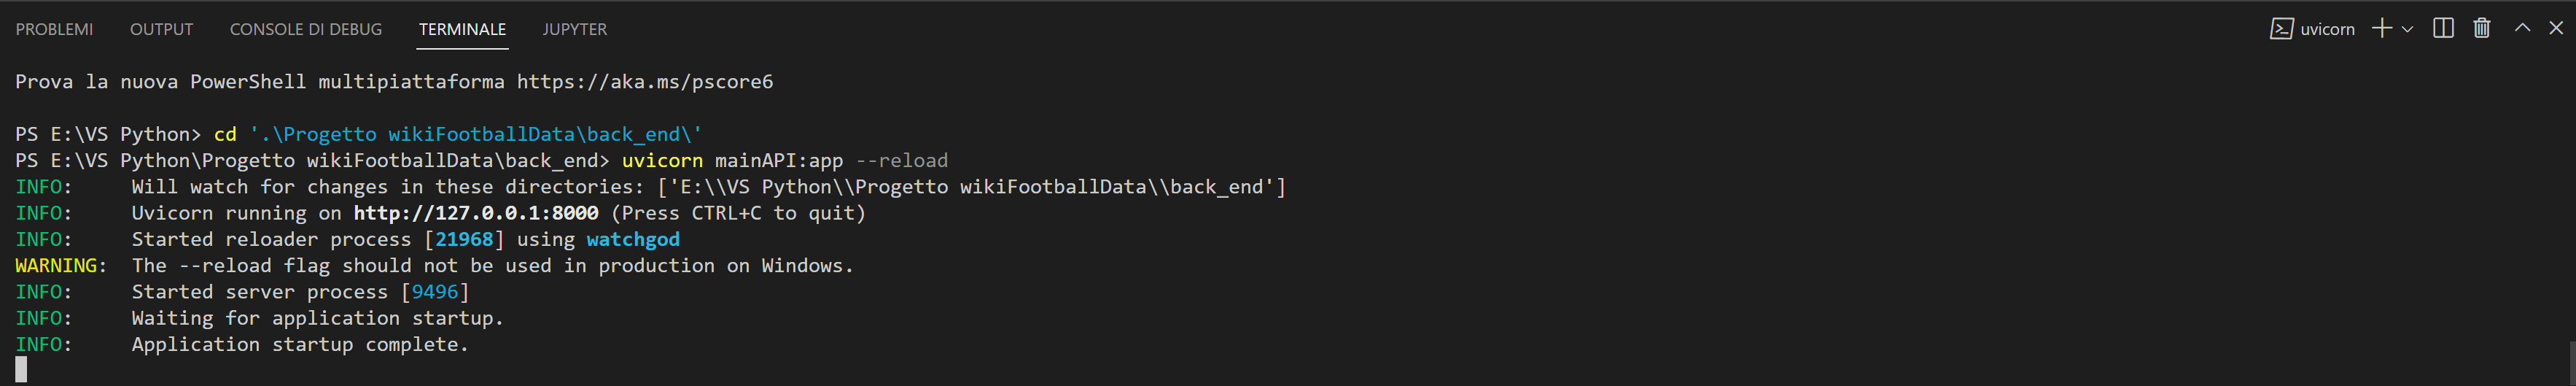 PROBLEMI OUTPUT CONSOLE DI DEBUG TERMINALE JUPYTER uvicorn
Prova la nuova PowerShell multipiattaforma https://aka.ms/pscore6
PS E:\VS Python> cd '.\Progetto wikiFootballData\back_end\'
PS E:\VS Python\Progetto wikiFootballData\back_end> uvicorn mainAPI:app --reload
INFO:     Will watch for changes in these directories: ['E:\\VS Python\\Progetto wikiFootballData\\back_end']
INFO:     Uvicorn running on http://127.0.0.1:8000 (Press CTRL+C to quit)
INFO:     Started reloader process [21968] using watchgod
WARNING:  The --reload flag should not be used in production on Windows.
INFO:     Started server process [9496]
INFO:     Waiting for application startup.
INFO:     Application startup complete.